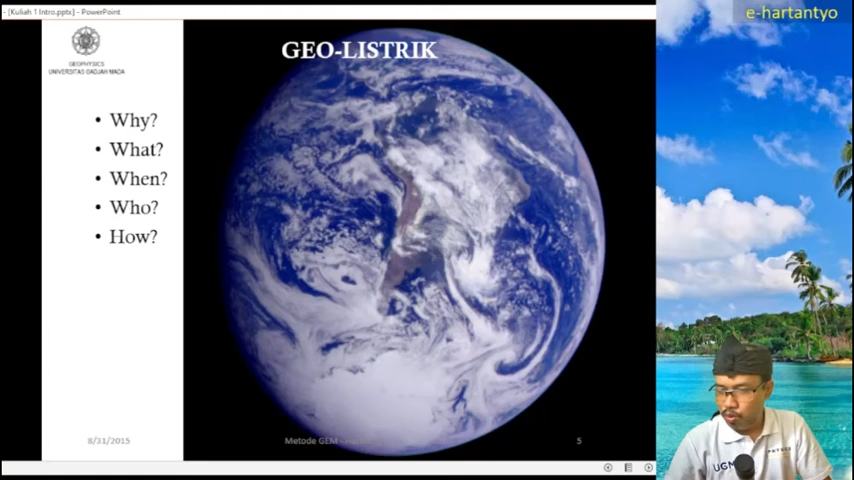 - [Kuliah 1 Intro.pptx] - PowerPoint
e-hartantyo
GEOPHYSICS
UNIVERSITAS GADJAH MADA
GEO-LISTRIK
• Why?
• What?
• When?
• Who?
• How?
8/31/2015
Metode GEM -
5
UGM